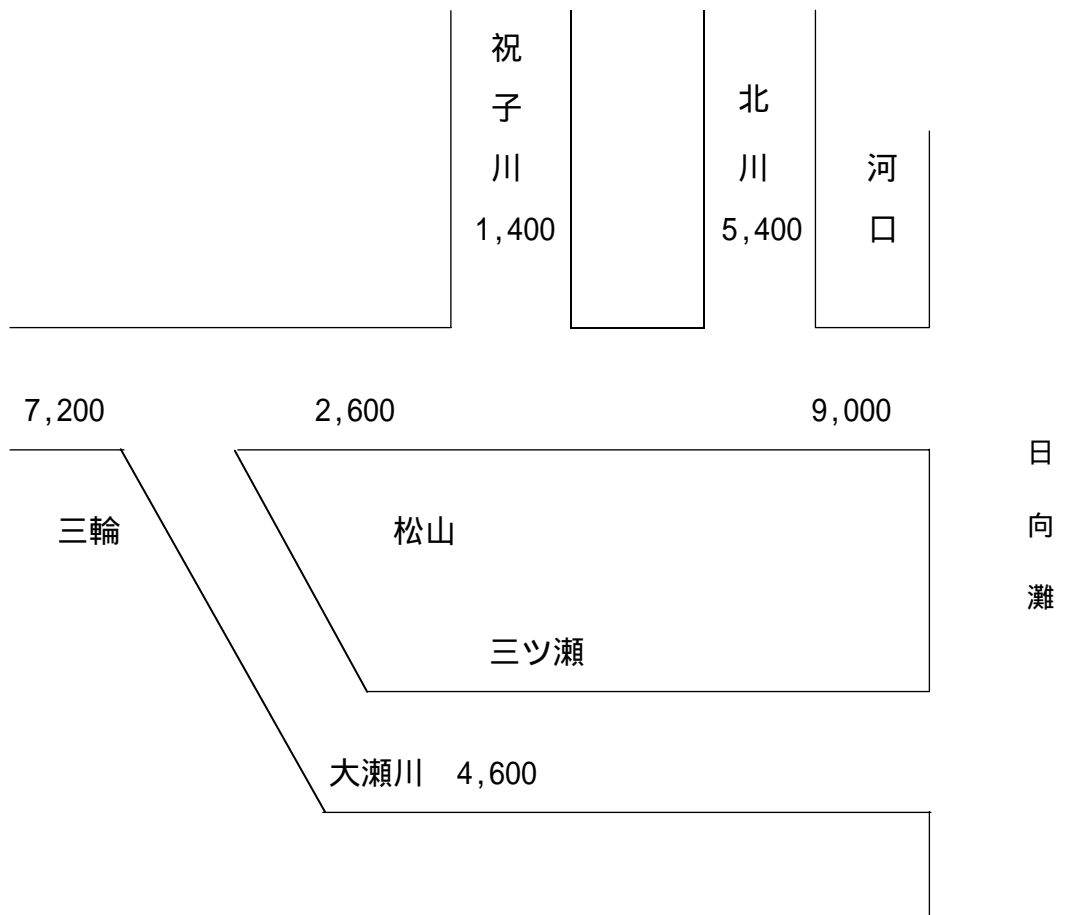 祝子川
1,400
北川
5,400
河口
7,200
2,600
9,000
日向灘
三輪
松山
三ツ瀬
大瀬川 4,600